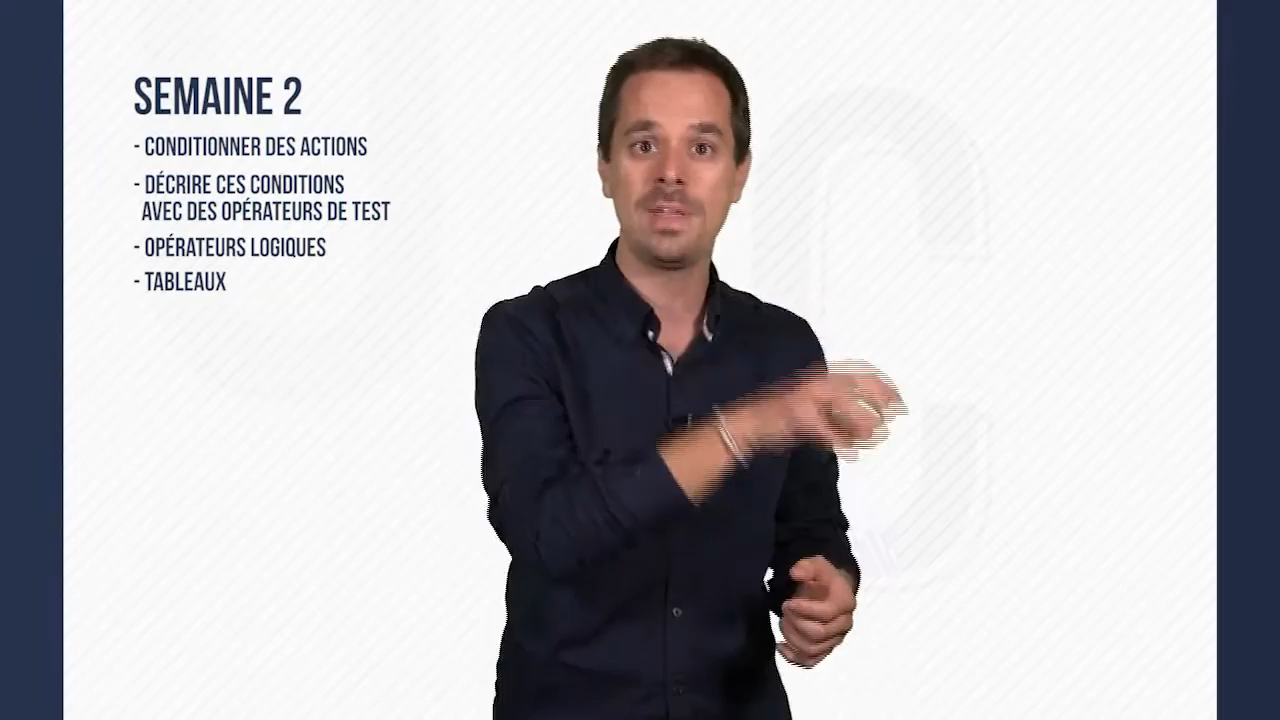 SEMAINE 2
- CONDITIONNER DES ACTIONS
- DÉCRIRE CES CONDITIONS
AVEC DES OPÉRATEURS DE TEST
- OPÉRATEURS LOGIQUES
- TABLEAUX